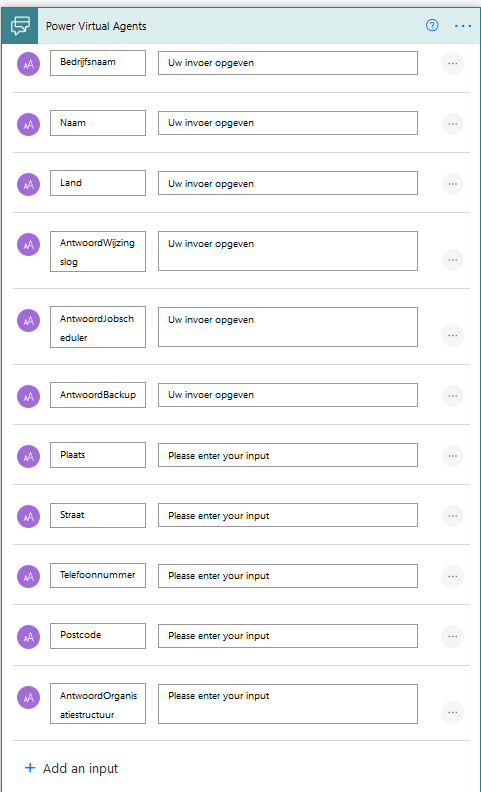 Power Virtual Agents
Bedrijfsnaam Uw invoer opgeven
Naam Uw invoer opgeven
Land Uw invoer opgeven
AntwoordWijzing Uw invoer opgeven
slog
AntwoordJobsch Uw invoer opgeven
eduler
AntwoordBackup Uw invoer opgeven
Plaats Please enter your input
Straat Please enter your input
Telefoonnummer Please enter your input
Postcode Please enter your input
AntwoordOrganis Please enter your input
atiestructuur
+ Add an input